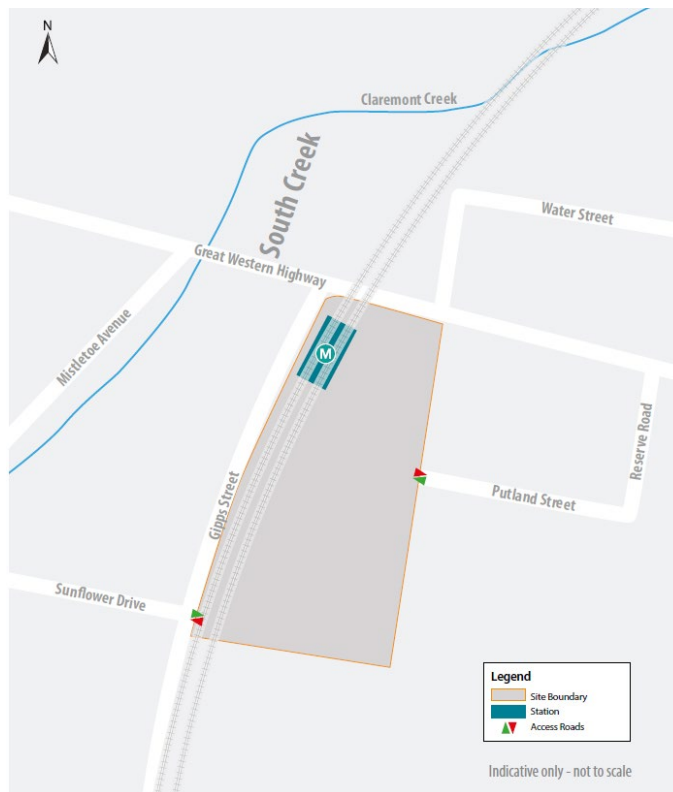 N
Claremont Creek
South Creek
Water Street
Great Western Highway
Mistletoe Avenue
M
Reserve Road
Putland Street
Gipps Street
Sunflower Drive
Legend
Site Boundary
Station
Access Roads
Indicative only - not to scale